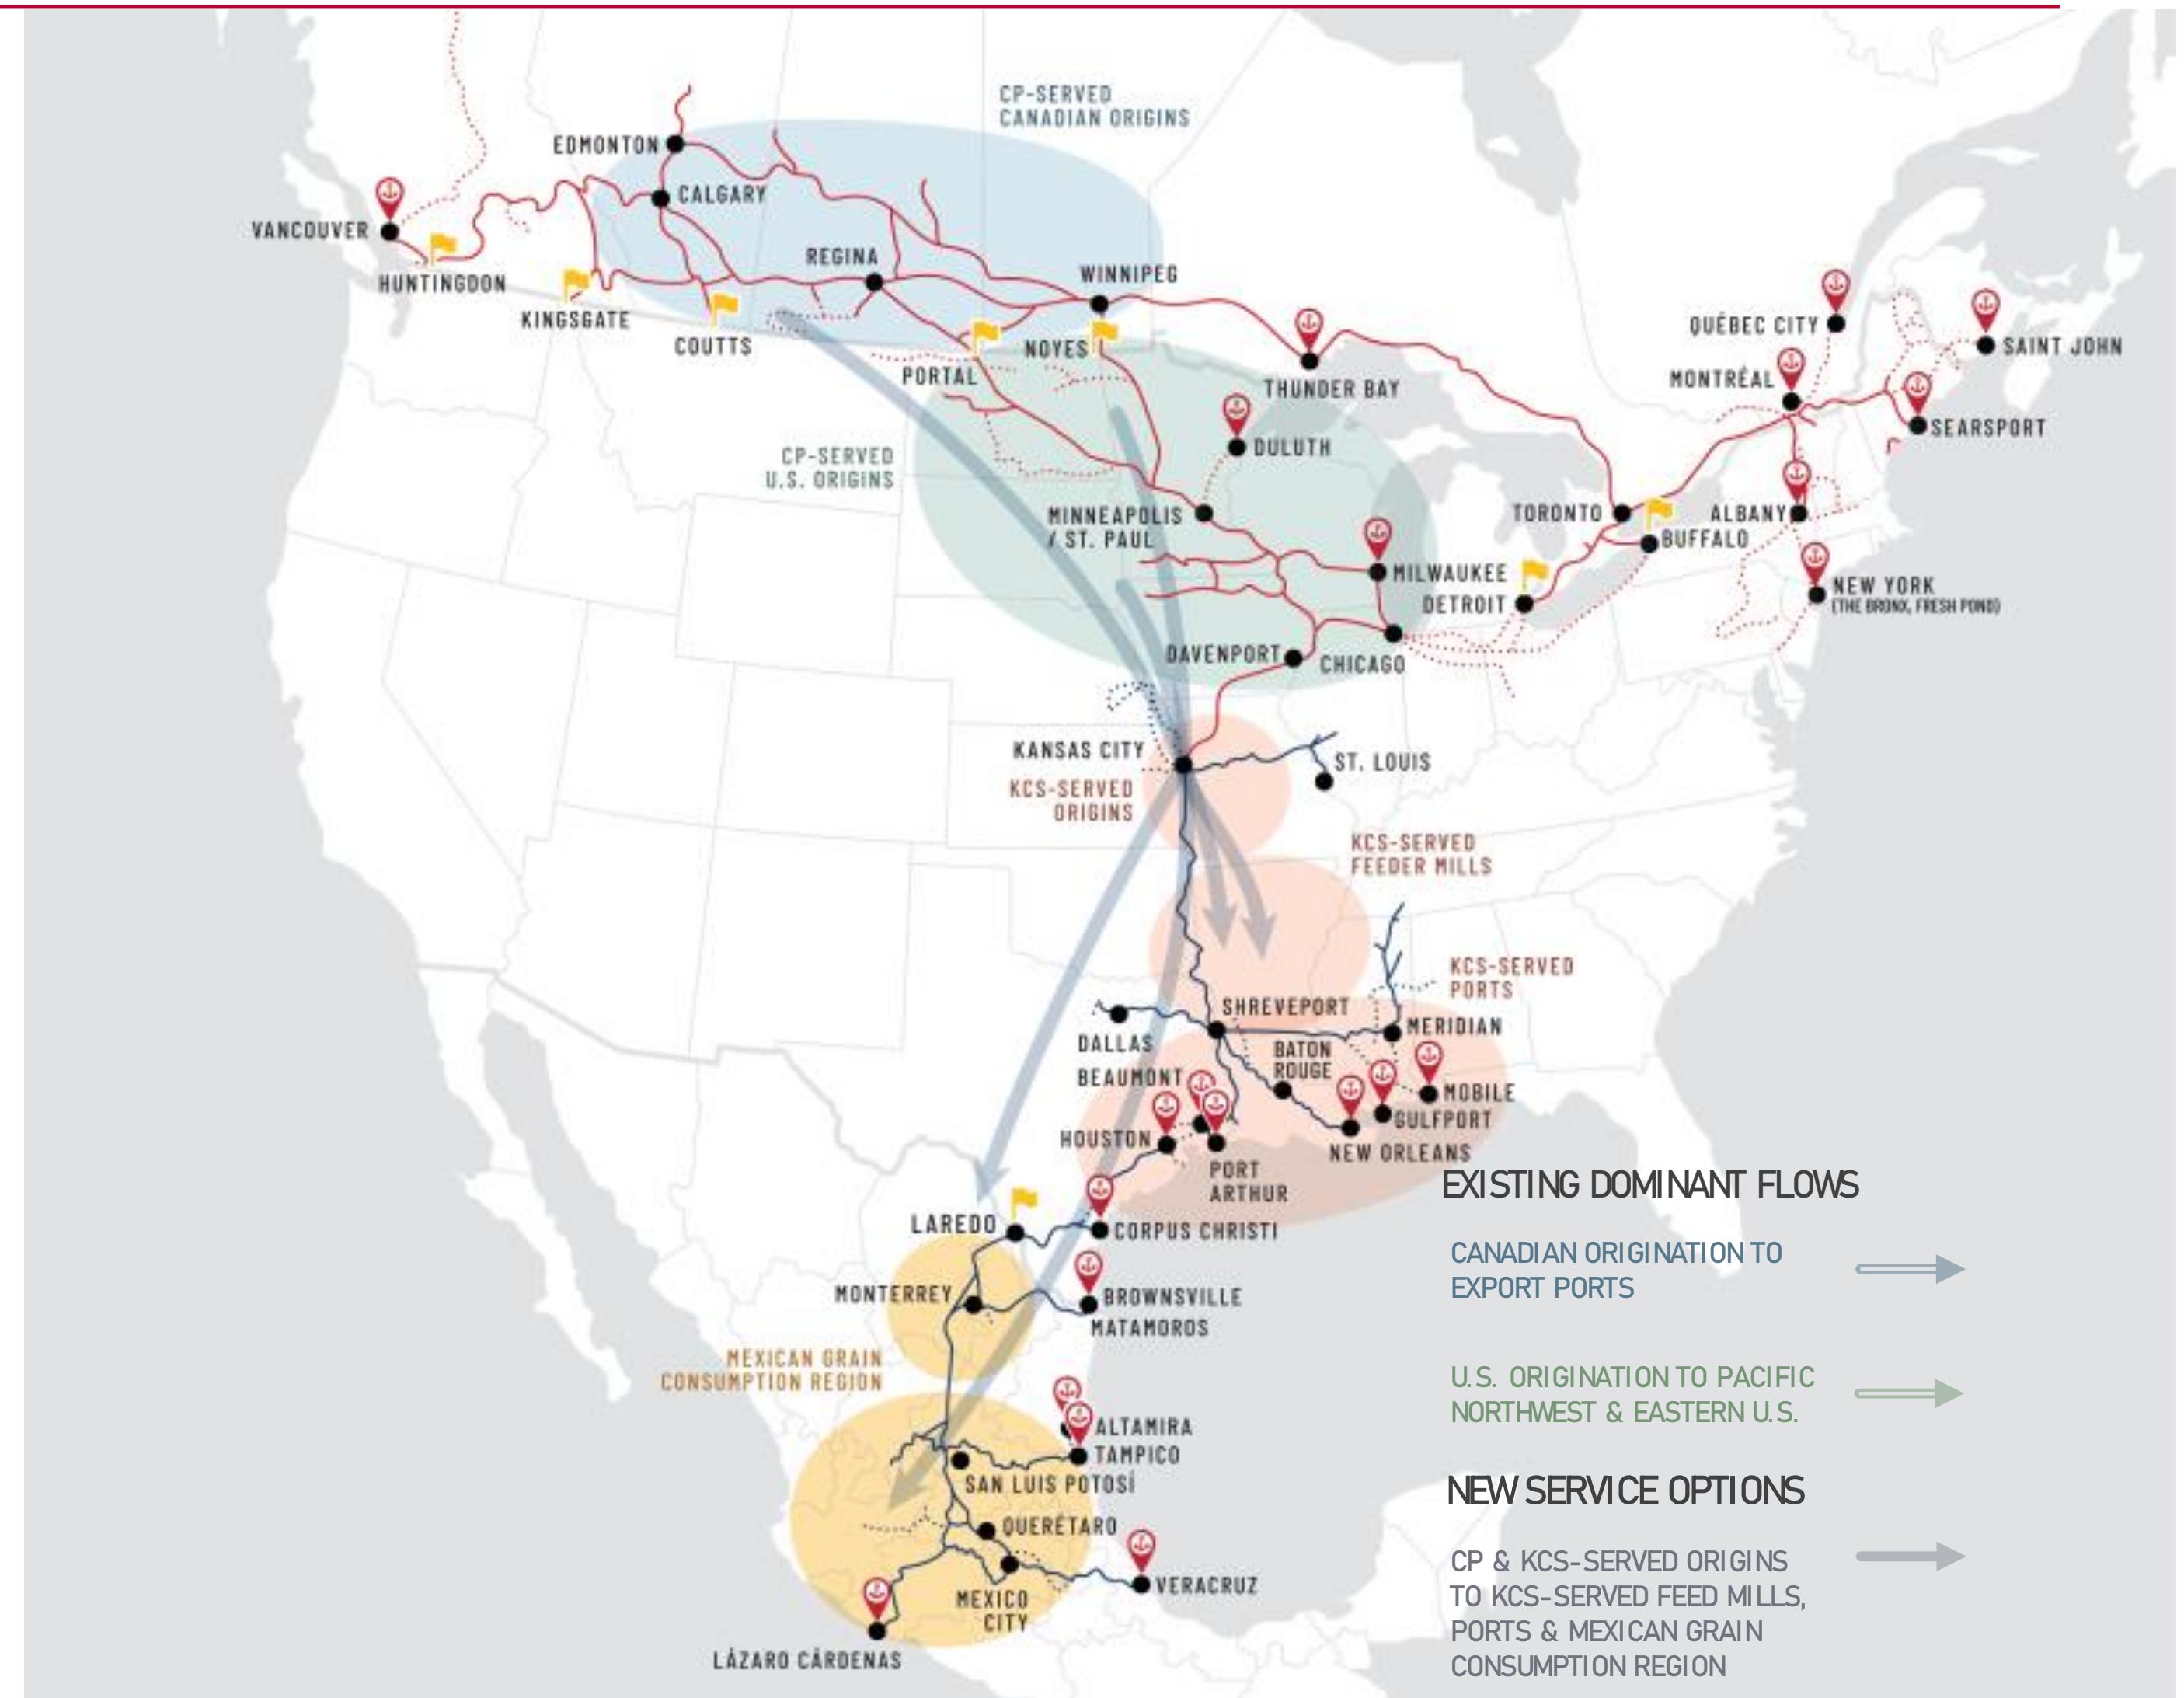 CP-SERVED
CANADIAN ORIGINS
EDMONTON
CALGARY
VANCOUVER
HUNTINGDON
KINGSGATE
COUTTS
REGINA
WINNIPEG
PORTAL
NOYES
THUNDER BAY
DULUTH
QUÉBEC CITY
SAINT JOHN
MONTRÉAL
SEARSPORT
CP-SERVED
U.S. ORIGINS
MINNEAPOLIS
/ ST. PAUL
TORONTO
ALBANY
BUFFALO
MILWAUKEE
DETROIT
NEW YORK
(THE BRONX, FRESH POND)
DAVENPORT
CHICAGO
KANSAS CITY
ST. LOUIS
KCS-SERVED
ORIGINS
KCS-SERVED
FEEDER MILLS
KCS-SERVED
PORTS
SHREVEPORT
MERIDIAN
DALLAS
BATON
ROUGE
BEAUMONT
MOBILE
GULFPORT
HOUSTON
NEW ORLEANS
PORT
ARTHUR
LAREDO
CORPUS CHRISTI
MONTERREY
BROWNSVILLE
MATAMOROS
MEXICAN GRAIN
CONSUMPTION REGION
ALTAMIRA
TAMPICO
SAN LUIS POTOSÍ
QUERÉTARO
VERACRUZ
MEXICO
CITY
LÁZARO CÁRDENAS
EXISTING DOMINANT FLOWS
CANADIAN ORIGINATION TO
EXPORT PORTS
U.S. ORIGINATION TO PACIFIC
NORTHWEST & EASTERN U.S.
NEW SERVICE OPTIONS
CP & KCS-SERVED ORIGINS
TO KCS-SERVED FEED MILLS,
PORTS & MEXICAN GRAIN
CONSUMPTION REGION